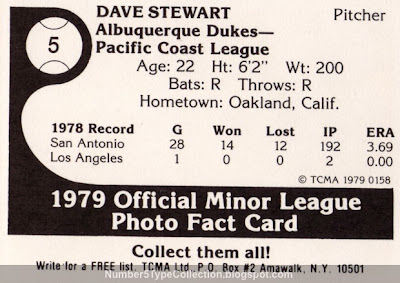 DAVE STEWART Pitcher
5
Albuquerque Dukes—
Pacific Coast League
Age: 22 Ht: 6'2" Wt: 200
Bats: R Throws: R
Hometown: Oakland, Calif.
1978 Record G Won Lost IP ERA
San Antonio 28 14 12 192 3.69
Los Angeles 1 0 0 2 0.00
© TCMA 1979 0158
1979 Official Minor League
Photo Fact Card
Collect them all!
Write for a FREE list. TCMA Ltd., P.O. Box #2 Amawalk, N.Y. 10501
Number5TypeCollection.blogspot.com